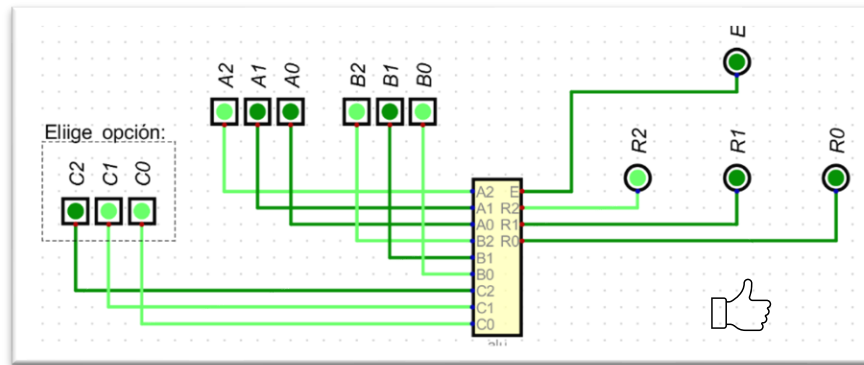 E
A2 A1 A0 B2 B1 B0
R2 R1 R0
Eliige opción:
C2 C1 C0
A2 E
A1 R2
A0 R1
B2 R0
B1
B0
C2
C1
C0